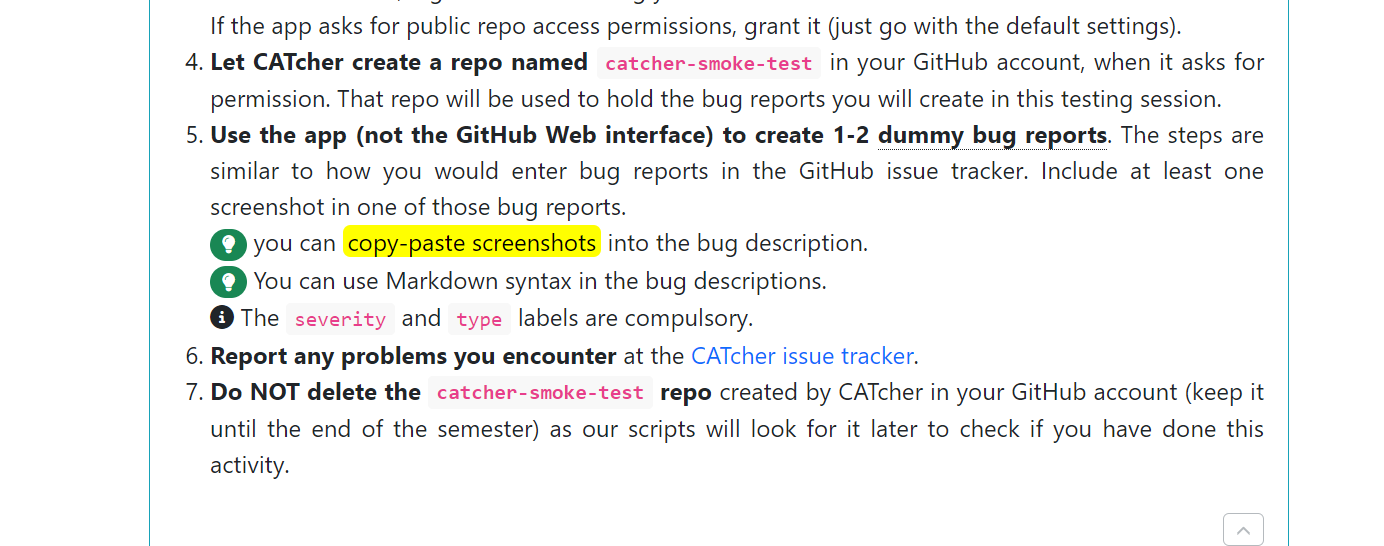 If the app asks for public repo access permissions, grant it (just go with the default settings).
4. Let CATcher create a repo named catcher-smoke-test in your GitHub account, when it asks for
permission. That repo will be used to hold the bug reports you will create in this testing session.
5. Use the app (not the GitHub Web interface) to create 1-2 dummy bug reports. The steps are
similar to how you would enter bug reports in the GitHub issue tracker. Include at least one
screenshot in one of those bug reports.
you can copy-paste screenshots into the bug description.
You can use Markdown syntax in the bug descriptions.
The severity and type labels are compulsory.
6. Report any problems you encounter at the CATcher issue tracker.
7. Do NOT delete the catcher-smoke-test repo created by CATcher in your GitHub account (keep it
until the end of the semester) as our scripts will look for it later to check if you have done this
activity.